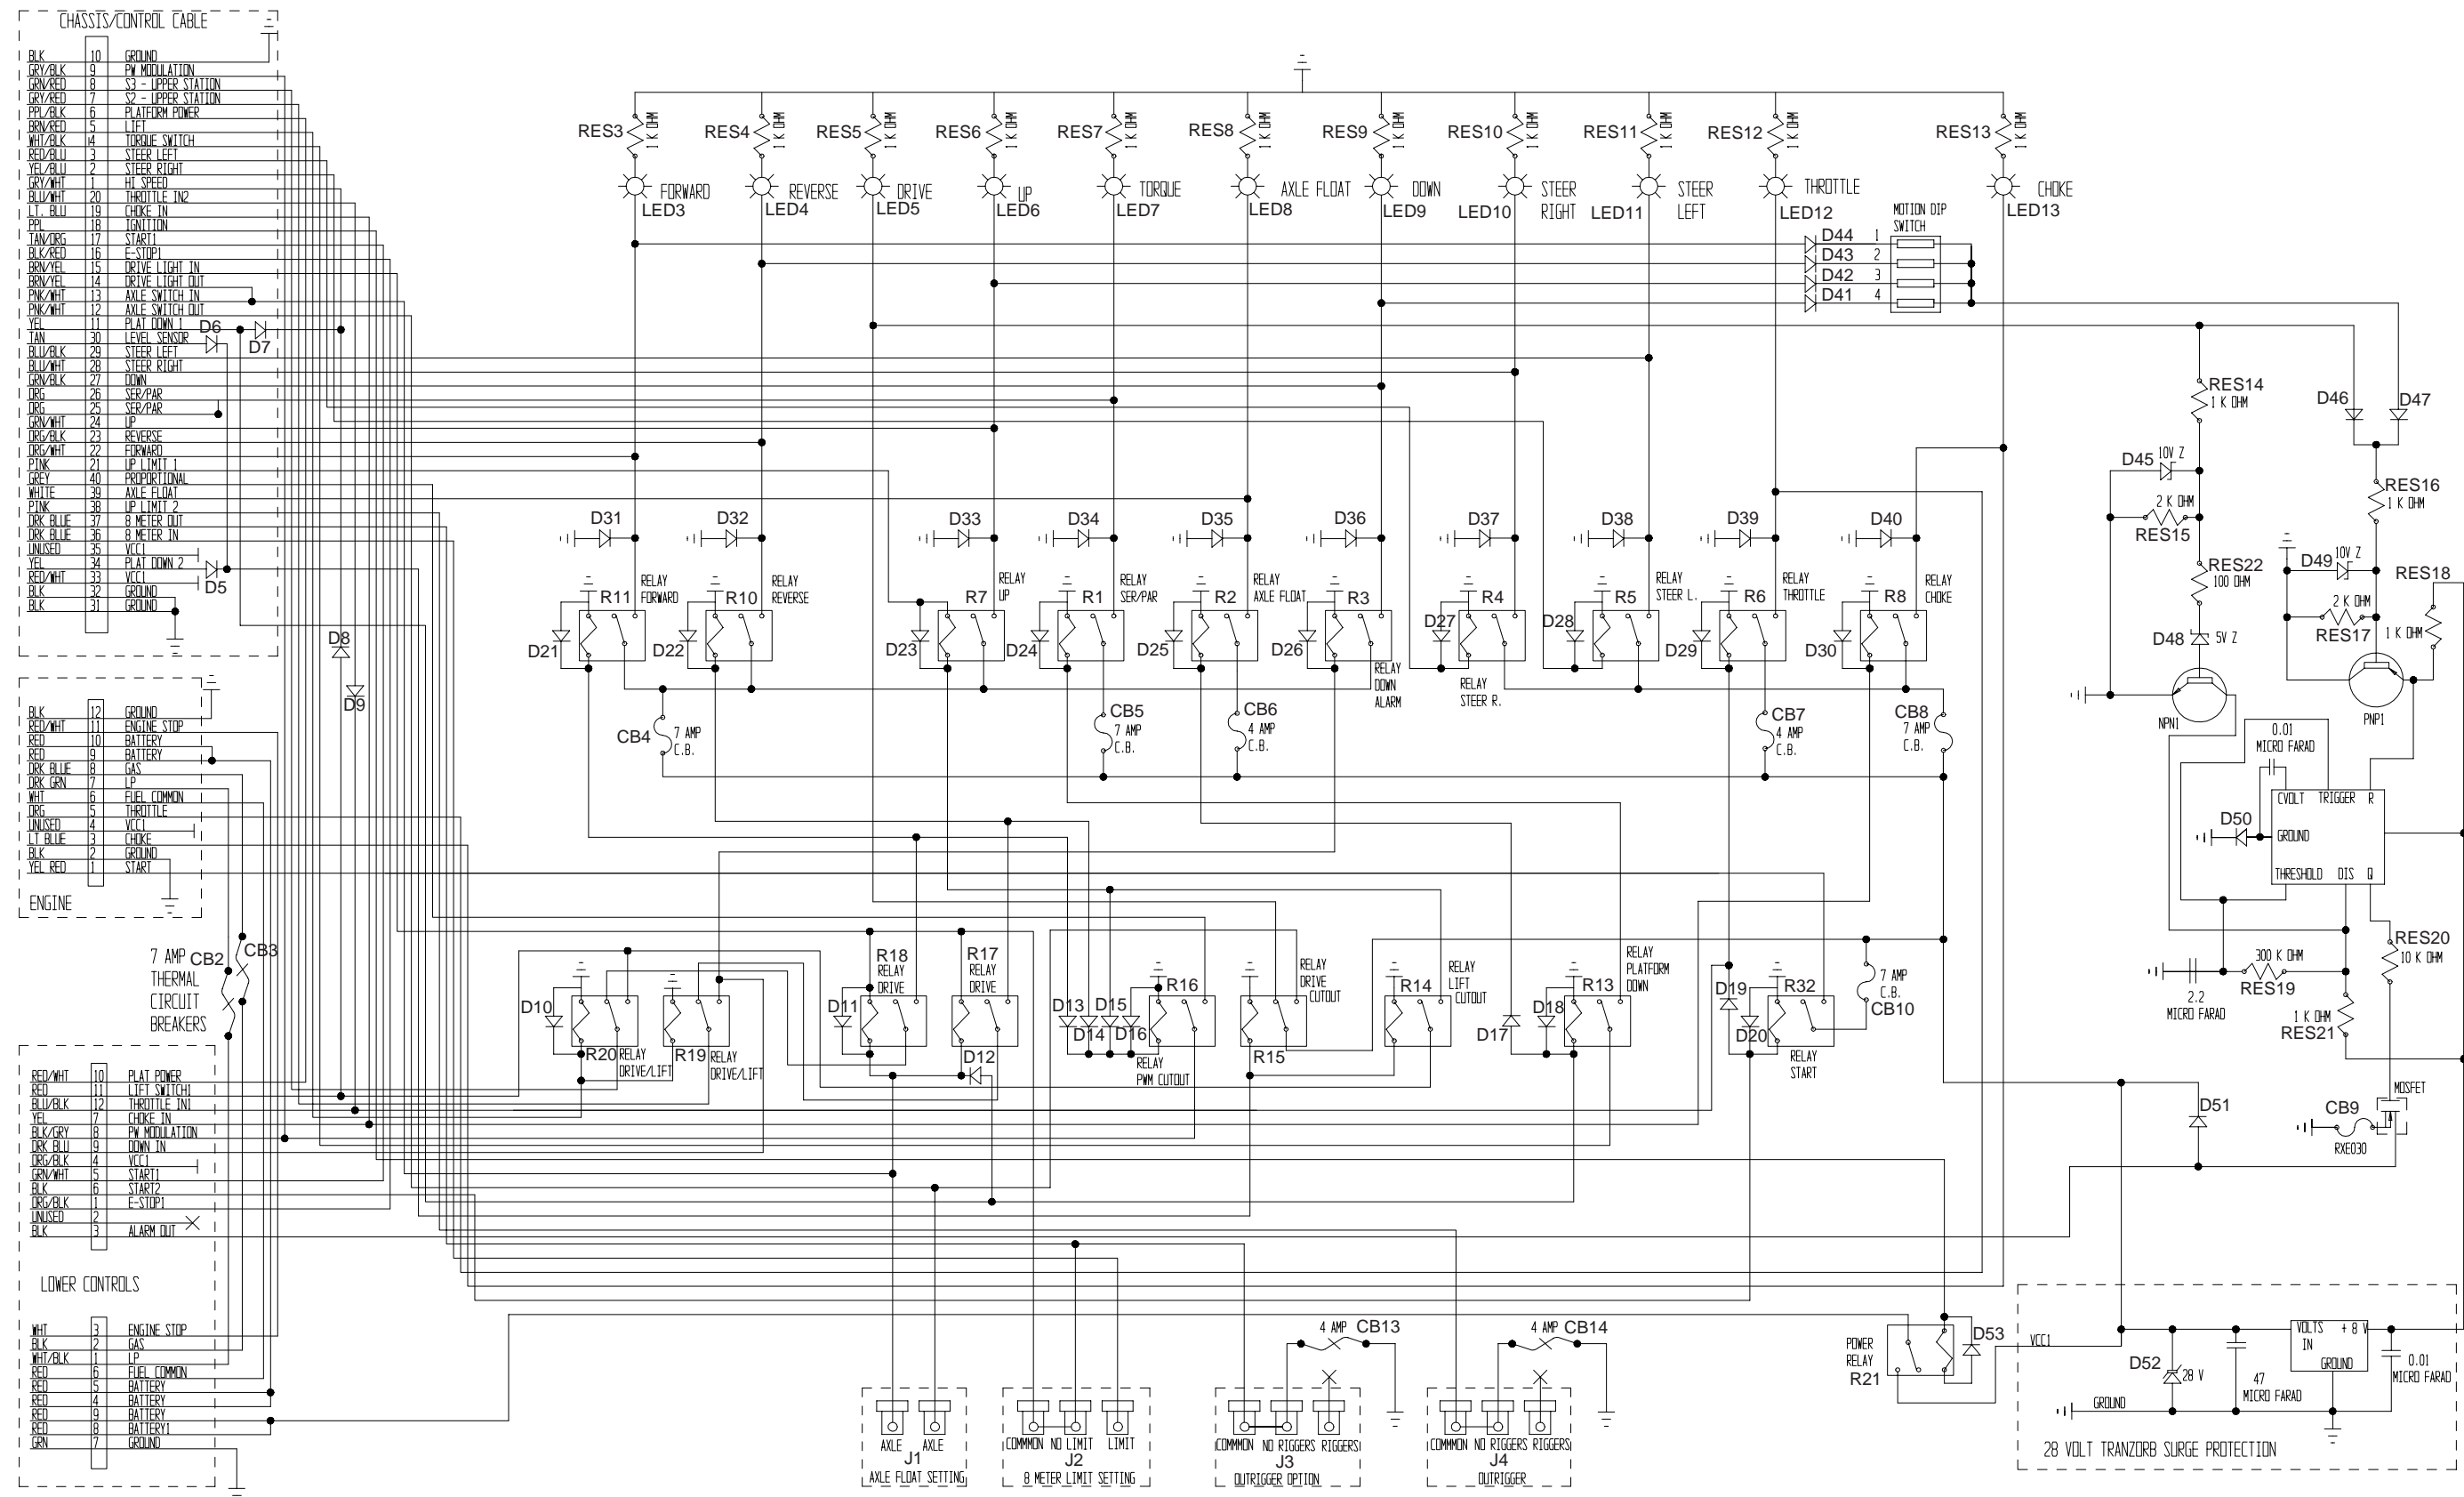 CHASSIS/CONTROL CABLE
BLK 10 GROUND
GRY/BLK 9 PW MODULATION
GRN/RED 8 S3 - UPPER STATION
GRY/RED 7 S2 - UPPER STATION
PPL/BLK 6 PLATFORM POWER
BRN/RED 5 LIFT
WHT/BLK 4 TORQUE SWITCH
RED/BLU 3 STEER LEFT
YEL/BLU 2 STEER RIGHT
GRY/WHT 1 HI SPEED
BLU/WHT 20 THROTTLE IN2
LT. BLU 19 CHOKE IN
PPL 18 IGNITION
TAN/ORG 17 START1
BLK/RED 16 E-STOP1
BRN/YEL 15 DRIVE LIGHT IN
BRN/YEL 14 DRIVE LIGHT OUT
PNK/WHT 13 AXLE SWITCH IN
PNK/WHT 12 AXLE SWITCH OUT
YEL 11 PLAT DOWN 1
TAN 30 LEVEL SENSOR
BLU/BLK 29 STEER LEFT
BLU/WHT 28 STEER RIGHT
GRN/BLK 27 DOWN
ORG 26 SER/PAR
ORG 25 SER/PAR
GRN/WHT 24 UP
ORG/BLK 23 REVERSE
ORG/WHT 22 FORWARD
PINK 21 UP LIMIT 1
GREY 40 PROPORTIONAL
WHITE 39 AXLE FLOAT
PINK 38 UP LIMIT 2
DRK BLUE 37 8 METER OUT
DRK BLUE 36 8 METER IN
UNUSED 35 VCC1
YEL 34 PLAT DOWN 2
RED/WHT 33 VCC1
BLK 32 GROUND
BLK 31 GROUND
D6
D7
D5
D8
D9
BLK 12 GROUND
RED/WHT 11 ENGINE STOP
RED 10 BATTERY
RED 9 BATTERY
DRK BLUE 8 GAS
DRK GRN 7 LP
WHT 6 FUEL COMMON
ORG 5 THROTTLE
UNUSED 4 VCC1
LT BLUE 3 CHOKE
BLK 2 GROUND
YEL RED 1 START
ENGINE
7 AMP
THERMAL
CIRCUIT
BREAKERS
CB2
CB3
RED/WHT 10 PLAT POWER
RED 11 LIFT SWITCH1
BLU/BLK 12 THROTTLE IN1
YEL 7 CHOKE IN
BLK/GRY 8 PW MODULATION
DRK BLU 9 DOWN IN
ORG/BLK 4 VCC1
GRN/WHT 5 START1
BLK 6 START2
ORG/BLK 1 E-STOP1
UNUSED 2
BLK 3 ALARM OUT
LOWER CONTROLS
WHT 3 ENGINE STOP
BLK 2 GAS
WHT/BLK 1 LP
RED 6 FUEL COMMON
RED 5 BATTERY
RED 4 BATTERY
RED 9 BATTERY
RED 8 BATTERY1
GRN 7 GROUND
RES3 1 K OHM
RES4 1 K OHM
RES5 1 K OHM
RES6 1 K OHM
RES7 1 K OHM
RES8 1 K OHM
RES9 1 K OHM
RES10 1 K OHM
RES11 1 K OHM
RES12 1 K OHM
RES13 1 K OHM
FORWARD
LED3
REVERSE
LED4
DRIVE
LED5
UP
LED6
TORQUE
LED7
AXLE FLOAT
LED8
DOWN
LED9
STEER
RIGHT
LED10
STEER
LEFT
LED11
THROTTLE
LED12
CHOKE
LED13
MOTION DIP
SWITCH
D44 1
D43 2
D42 3
D41 4
D31
D32
D33
D34
D35
D36
D37
D38
D39
D40
R11 RELAY
FORWARD
D21
R10 RELAY
REVERSE
D22
R7 RELAY
UP
D23
R1 RELAY
SER/PAR
D24
R2 RELAY
AXLE FLOAT
D25
R3
D26
RELAY
DOWN
ALARM
R4
D27
RELAY
STEER R.
R5 RELAY
STEER L.
D28
R6 RELAY
THROTTLE
D29
R8 RELAY
CHOKE
D30
CB4 7 AMP
C.B.
CB5
7 AMP
C.B.
CB6
4 AMP
C.B.
CB7
4 AMP
C.B.
CB8
7 AMP
C.B.
D10
R20 RELAY
DRIVE/LIFT
R19 RELAY
DRIVE/LIFT
R18
RELAY
DRIVE
D11
R17
RELAY
DRIVE
D12
D13
D14
D15
D16
R16
RELAY
PWM CUTOUT
R15
RELAY
DRIVE
CUTOUT
R14
RELAY
LIFT
CUTOUT
D17
D18
R13
RELAY
PLATFORM
DOWN
D19
D20
R32
RELAY
START
7 AMP
C.B.
CB10
RES14
1 K OHM
D45 10V Z
2 K OHM
RES15
RES22
100 OHM
D48 5V Z
NPN1
D46
D47
RES16
1 K OHM
D49 10V Z
2 K OHM
RES17
RES18
1 K OHM
PNP1
0.01
MICRO FARAD
CVOLT TRIGGER R
GROUND
THRESHOLD DIS Q
D50
RES20
10 K OHM
300 K OHM
RES19
2.2
MICRO FARAD
1 K OHM
RES21
MOSFET
D51
CB9
RXE030
POWER
RELAY
R21
D53
VCC1
VOLTS
IN
+ 8 V
GROUND
D52
28 V
47
MICRO FARAD
0.01
MICRO FARAD
GROUND
28 VOLT TRANZORB SURGE PROTECTION
AXLE AXLE
J1
AXLE FLOAT SETTING
COMMMON NO LIMIT LIMIT
J2
8 METER LIMIT SETTING
4 AMP CB13
COMMMON NO RIGGERS RIGGERS
J3
OUTRIGGER OPTION
4 AMP CB14
COMMMON NO RIGGERS RIGGERS
J4
OUTRIGGER